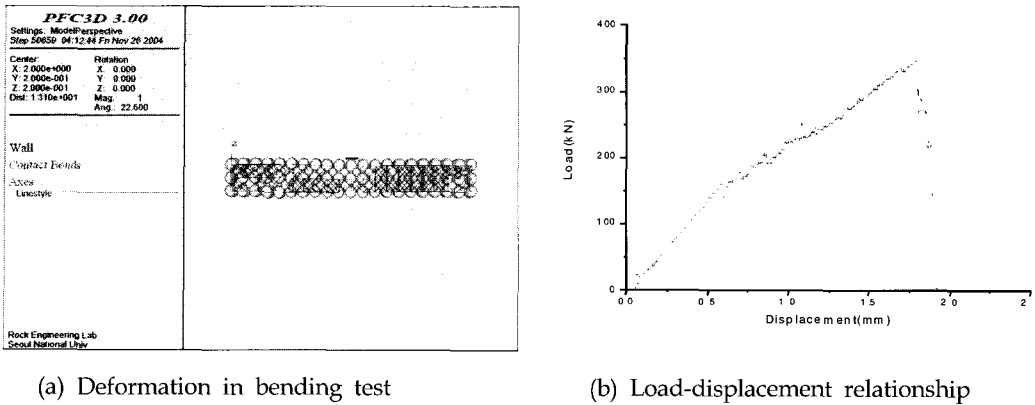 PFC3D 3.00
Settings: ModelPerspective
Step 50659 04:12:44 Fri Nov 26 2004
Center:
X: 2.000e+000
Y: 2.000e-001
Z: 2.000e-001
Dist: 1.310e+001
Rotation
X: 0.000
Y: 0.000
Z: 0.000
Mag.: 1
Ang.: 22.500
Wall
Contact Bonds
Axes
Linestyle
Z
Rock Engineering Lab
Seoul National Univ
(a) Deformation in bending test
400
300
200
100
0
Load(kN)
0.0 0.5 1.0 1.5 2.0 2
Displacement(mm)
(b) Load-displacement relationship